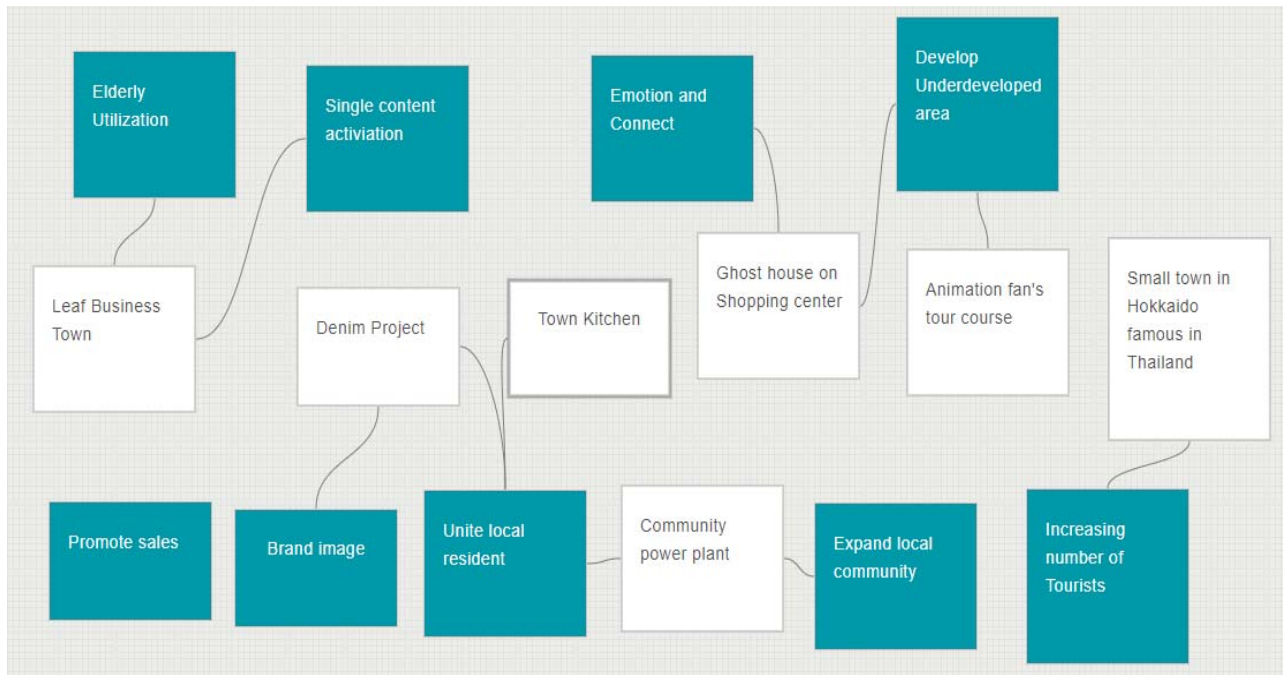 Elderly
Utilization
Single content
activiation
Emotion and
Connect
Develop
Underdeveloped
area
Leaf Business
Town
Denim Project
Town Kitchen
Ghost house on
Shopping center
Animation fan's
tour course
Small town in
Hokkaido
famous in
Thailand
Promote sales
Brand image
Unite local
resident
Community
power plant
Expand local
community
Increasing
number of
Tourists